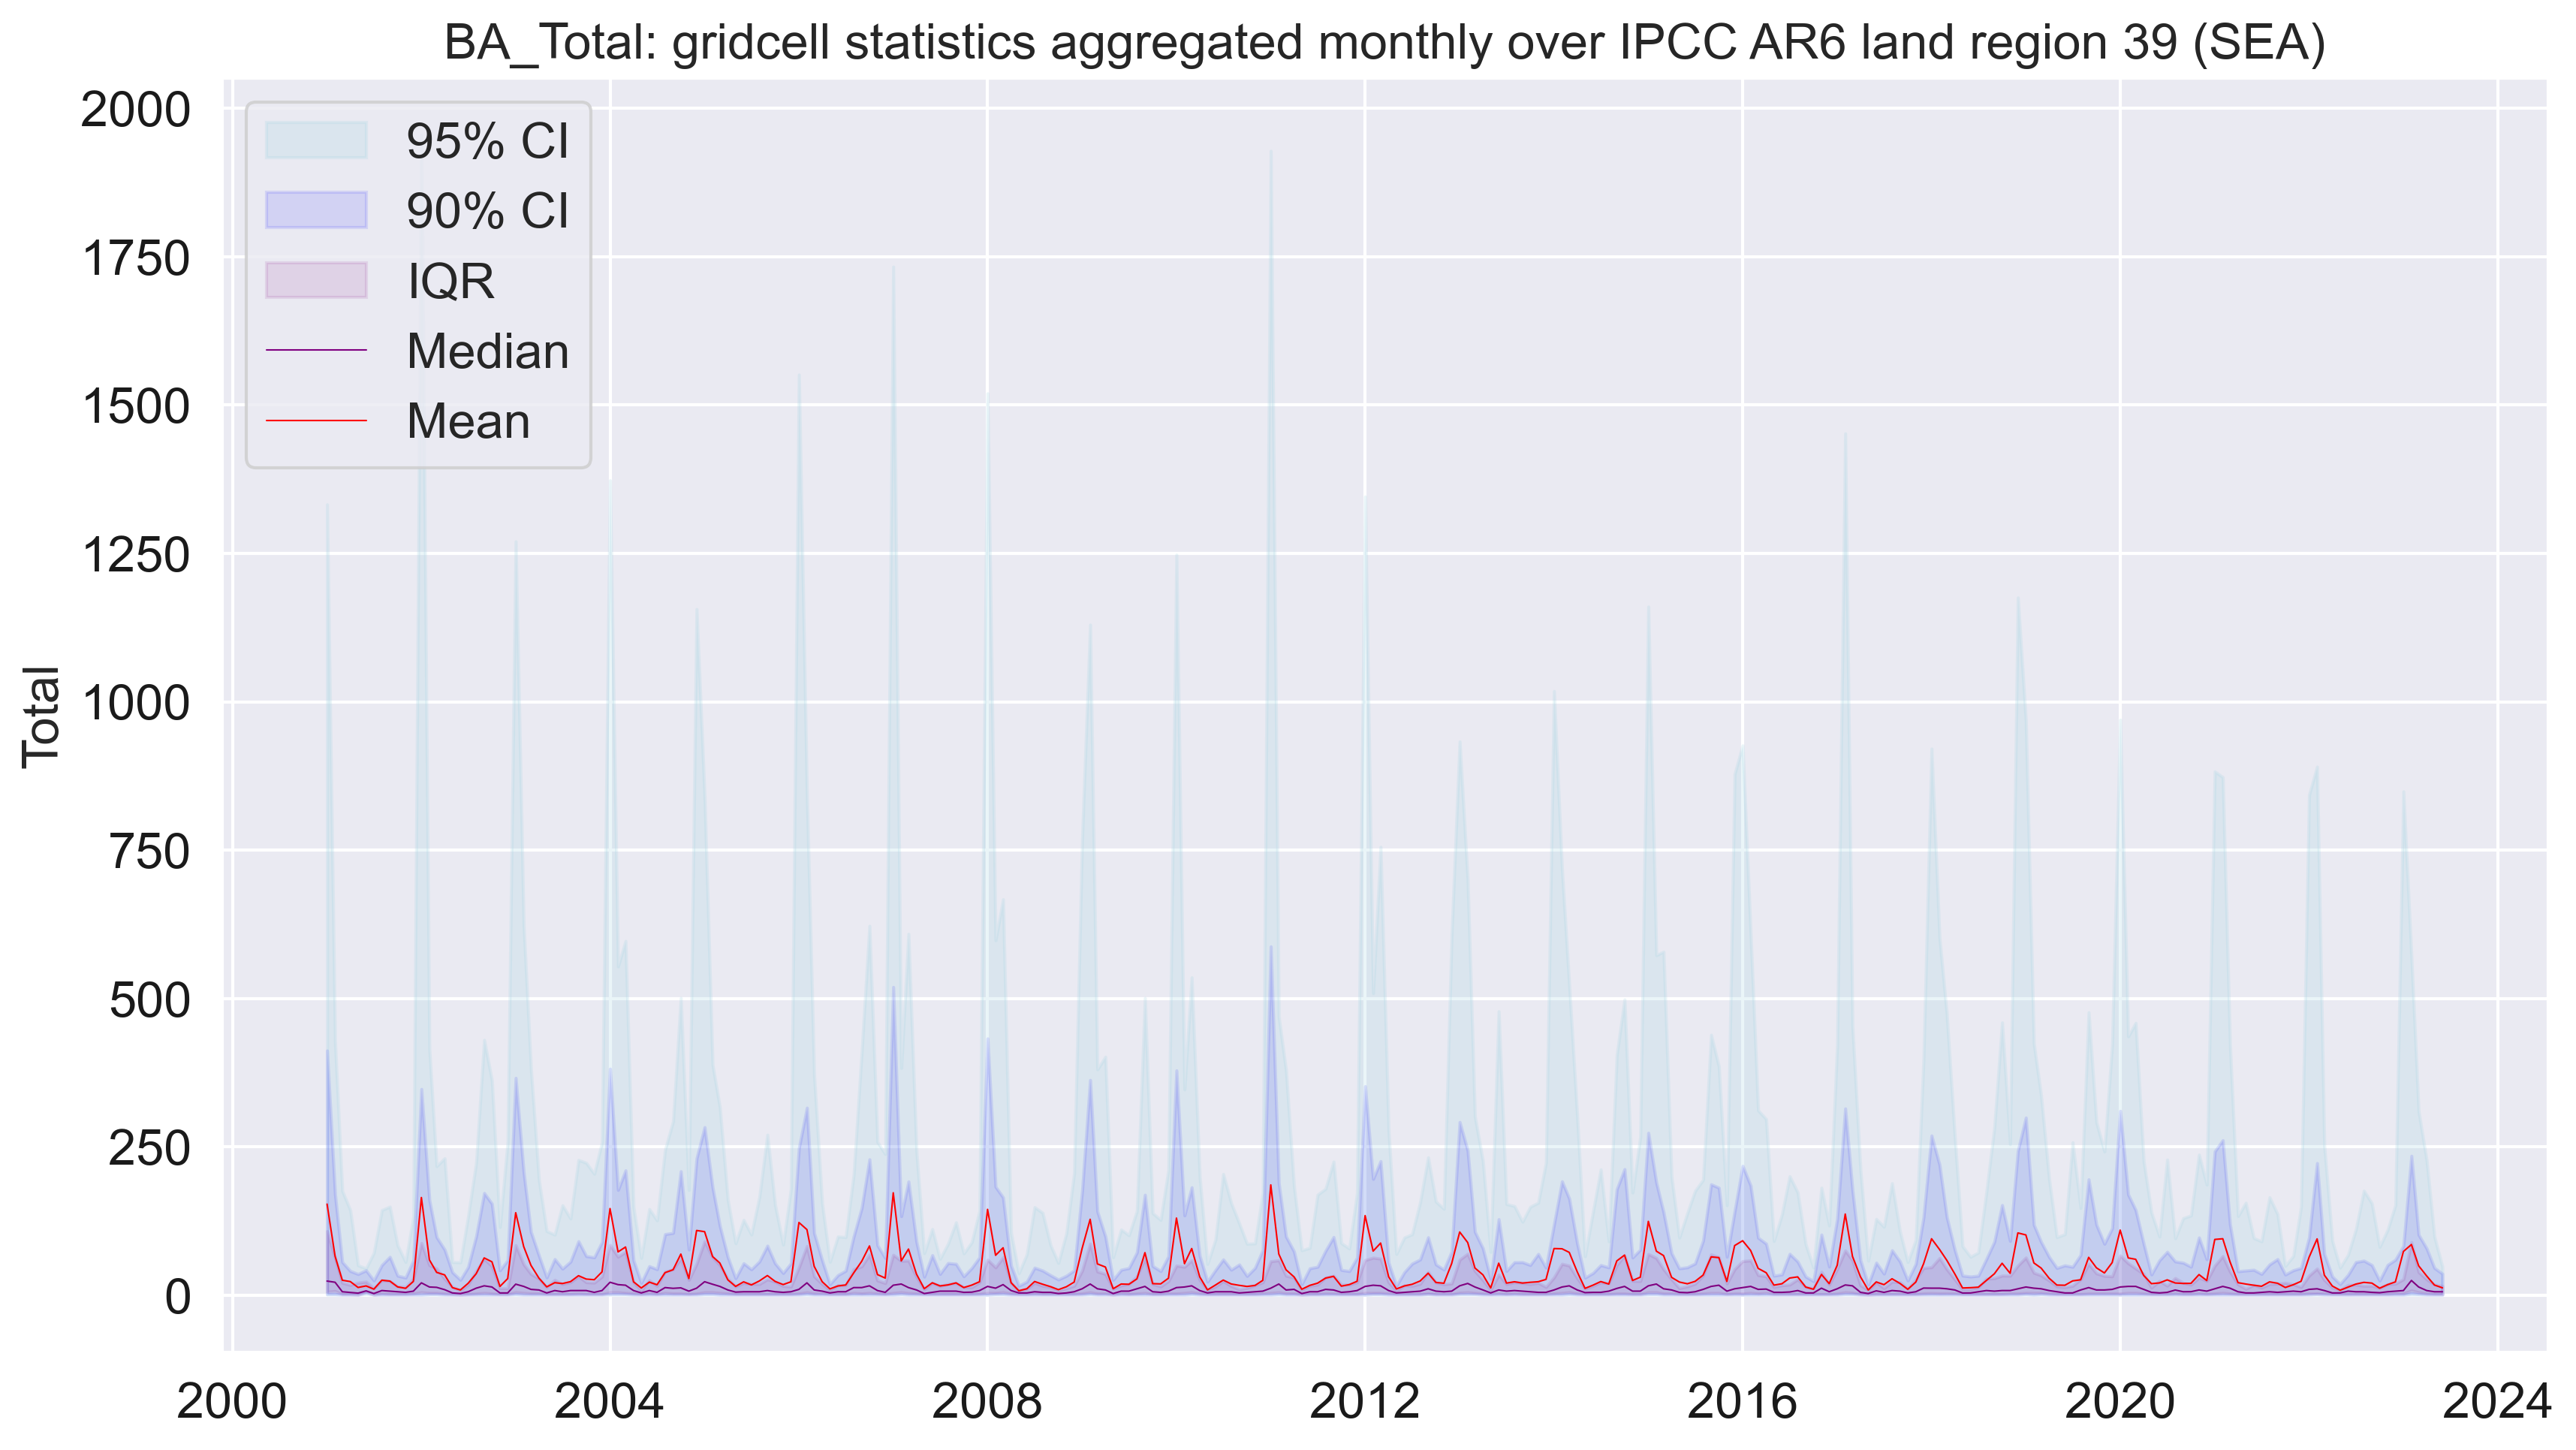 BA_Total: gridcell statistics aggregated monthly over IPCC AR6 land region 39 (SEA)
2000
1750
1500
1250
1000
750
500
250
0
Total
95% CI
90% CI
IQR
Median
Mean
2000
2004
2008
2012
2016
2020
2024